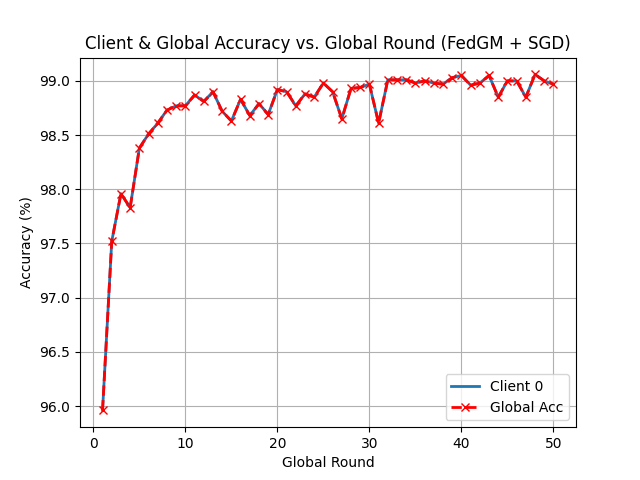 Client & Global Accuracy vs. Global Round (FedGM + SGD)
Accuracy (%)
99.0
98.5
98.0
97.5
97.0
96.5
96.0
Client 0
Global Acc
0 10 20 30 40 50
Global Round